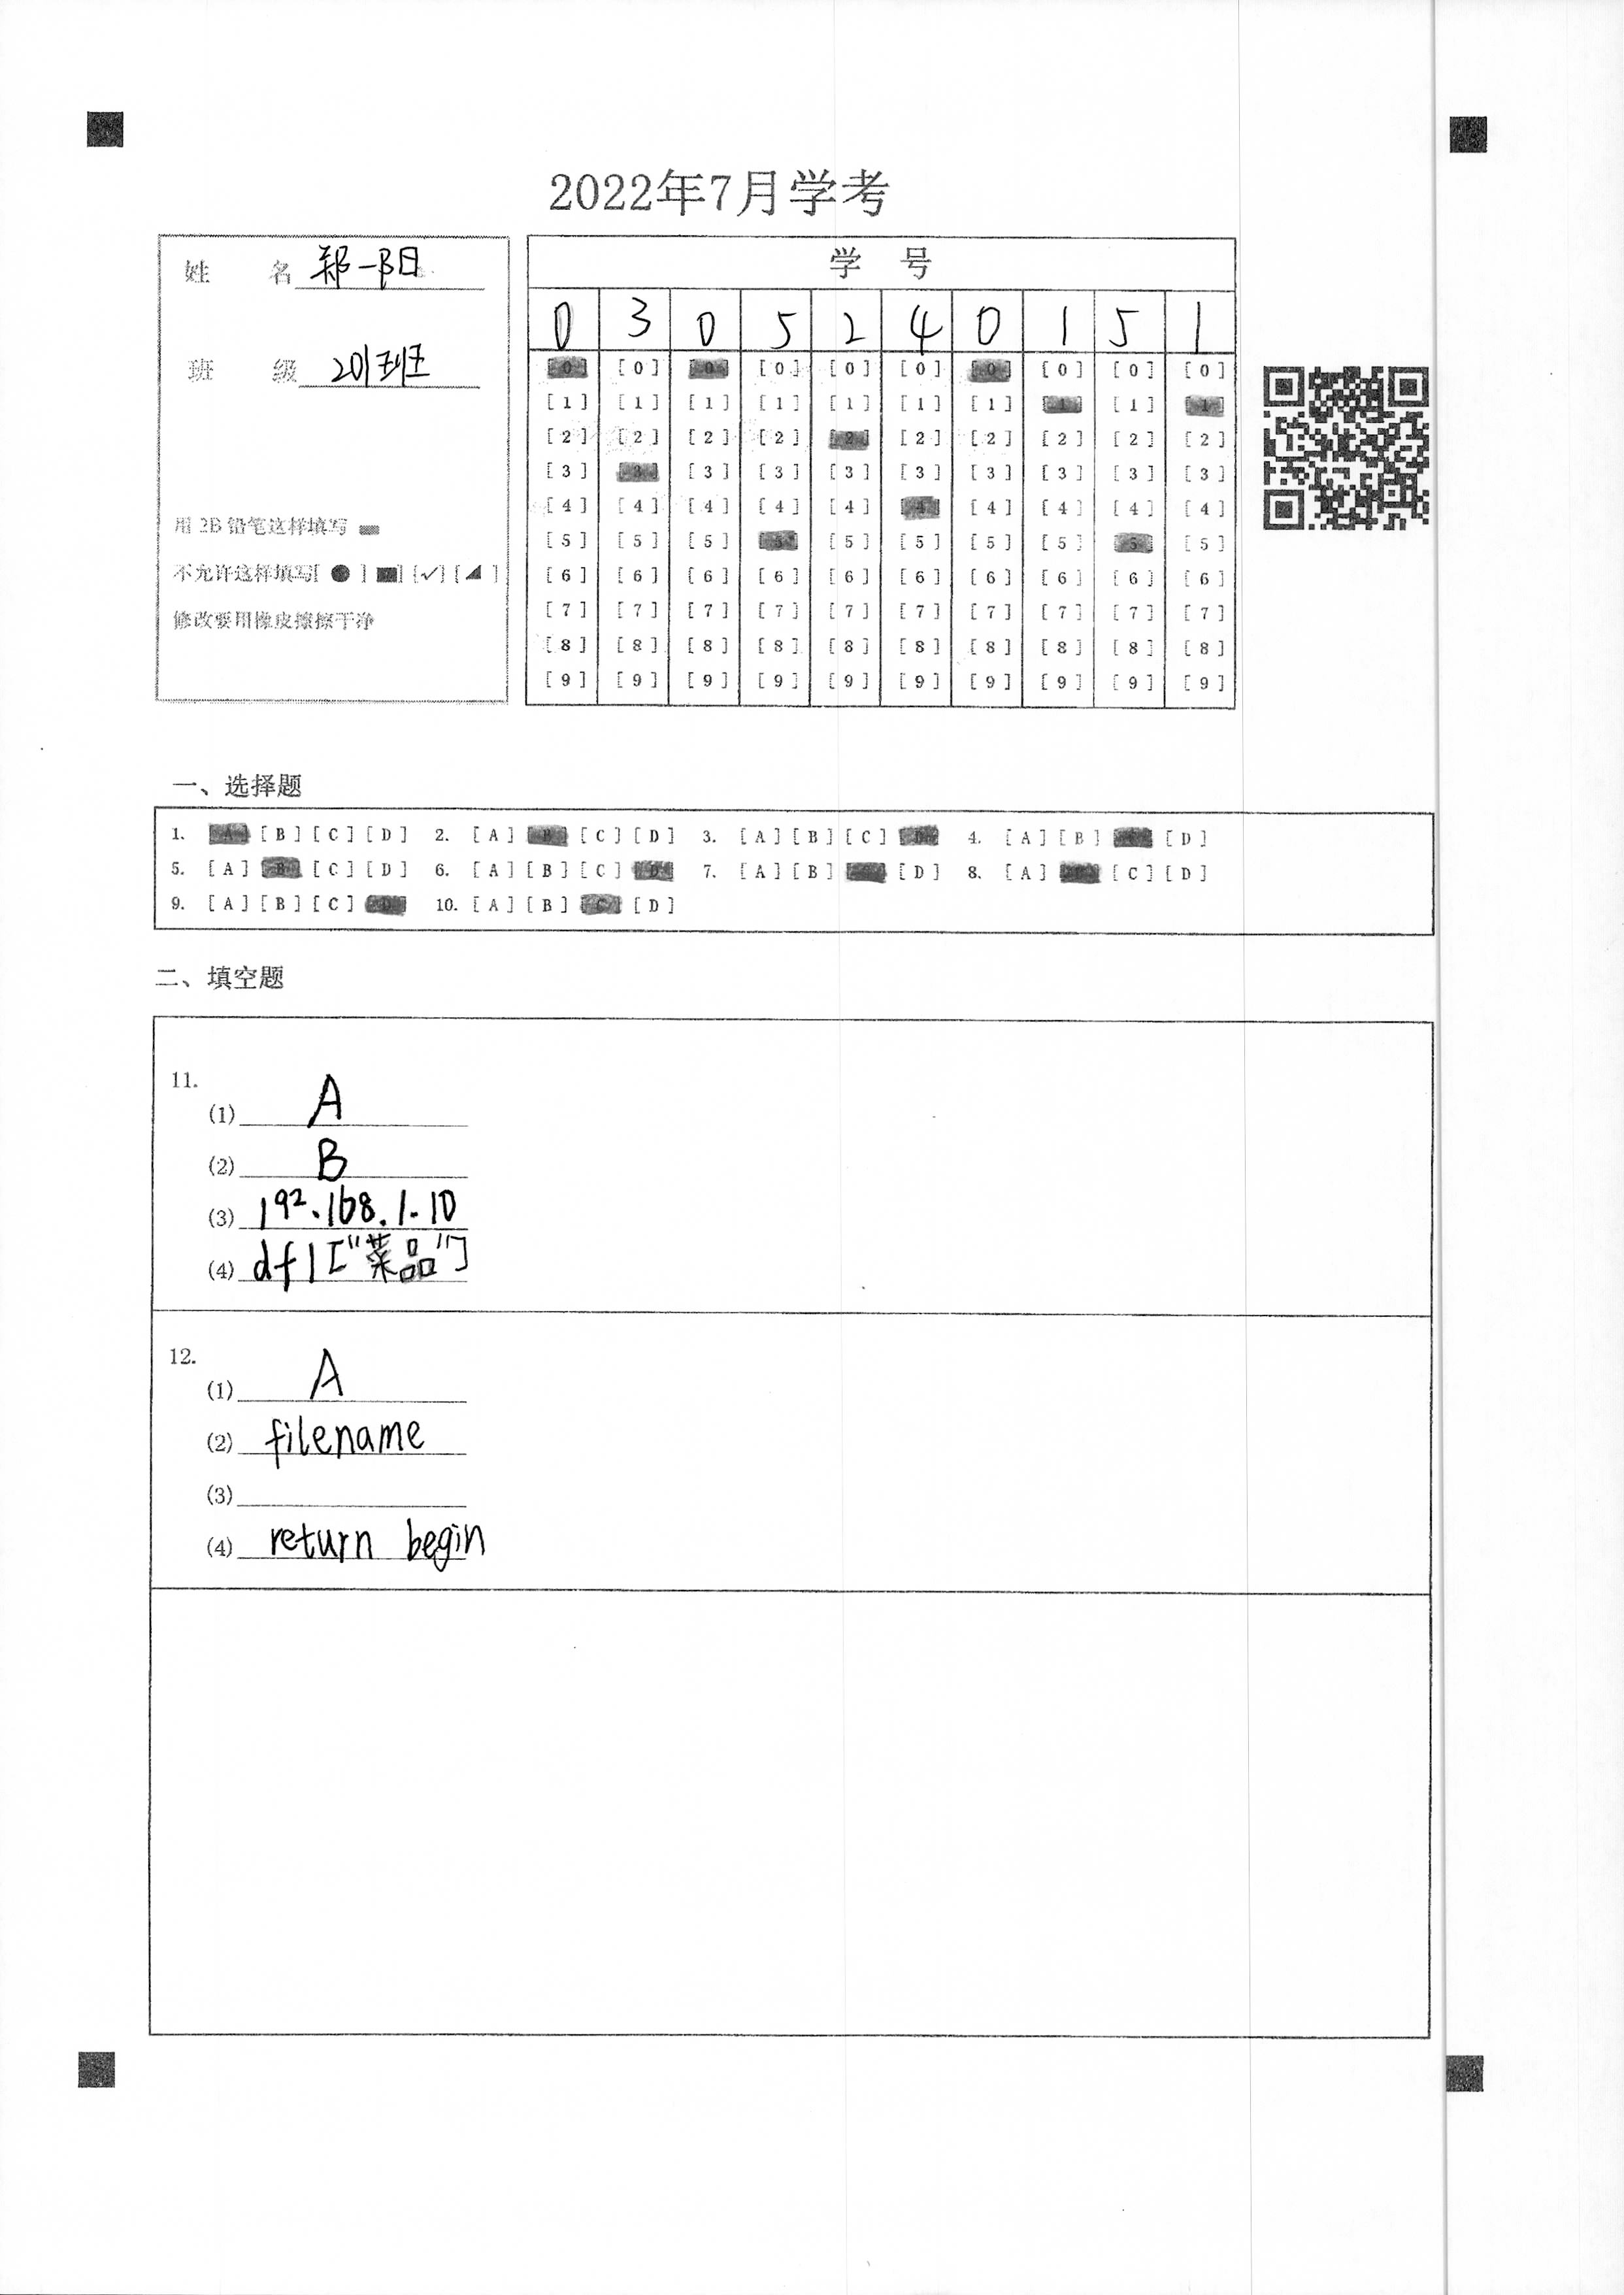 2022年7月学考
姓 名 郑一阳
班 级 201班
用 2B 铅笔这样填写
不允许这样填写[ ● ] [■] [✓] [◢ ]
修改要用橡皮擦擦干净
学 号
0 3 0 5 2 4 0 1 5 1
[0] [0] [0] [0] [0] [0] [0] [0] [0] [0]
[1] [1] [1] [1] [1] [1] [1] [1] [1] [1]
[2] [2] [2] [2] [2] [2] [2] [2] [2] [2]
[3] [3] [3] [3] [3] [3] [3] [3] [3] [3]
[4] [4] [4] [4] [4] [4] [4] [4] [4] [4]
[5] [5] [5] [5] [5] [5] [5] [5] [5] [5]
[6] [6] [6] [6] [6] [6] [6] [6] [6] [6]
[7] [7] [7] [7] [7] [7] [7] [7] [7] [7]
[8] [8] [8] [8] [8] [8] [8] [8] [8] [8]
[9] [9] [9] [9] [9] [9] [9] [9] [9] [9]
一、选择题
1. [A] [B] [C] [D] 2. [A] [B] [C] [D] 3. [A] [B] [C] [D] 4. [A] [B] [C] [D]
5. [A] [B] [C] [D] 6. [A] [B] [C] [D] 7. [A] [B] [C] [D] 8. [A] [B] [C] [D]
9. [A] [B] [C] [D] 10. [A] [B] [C] [D]
二、填空题
11.
(1) A
(2) B
(3) 192.168.1.10
(4) df1["菜品"]
12.
(1) A
(2) filename
(3)
(4) return begin